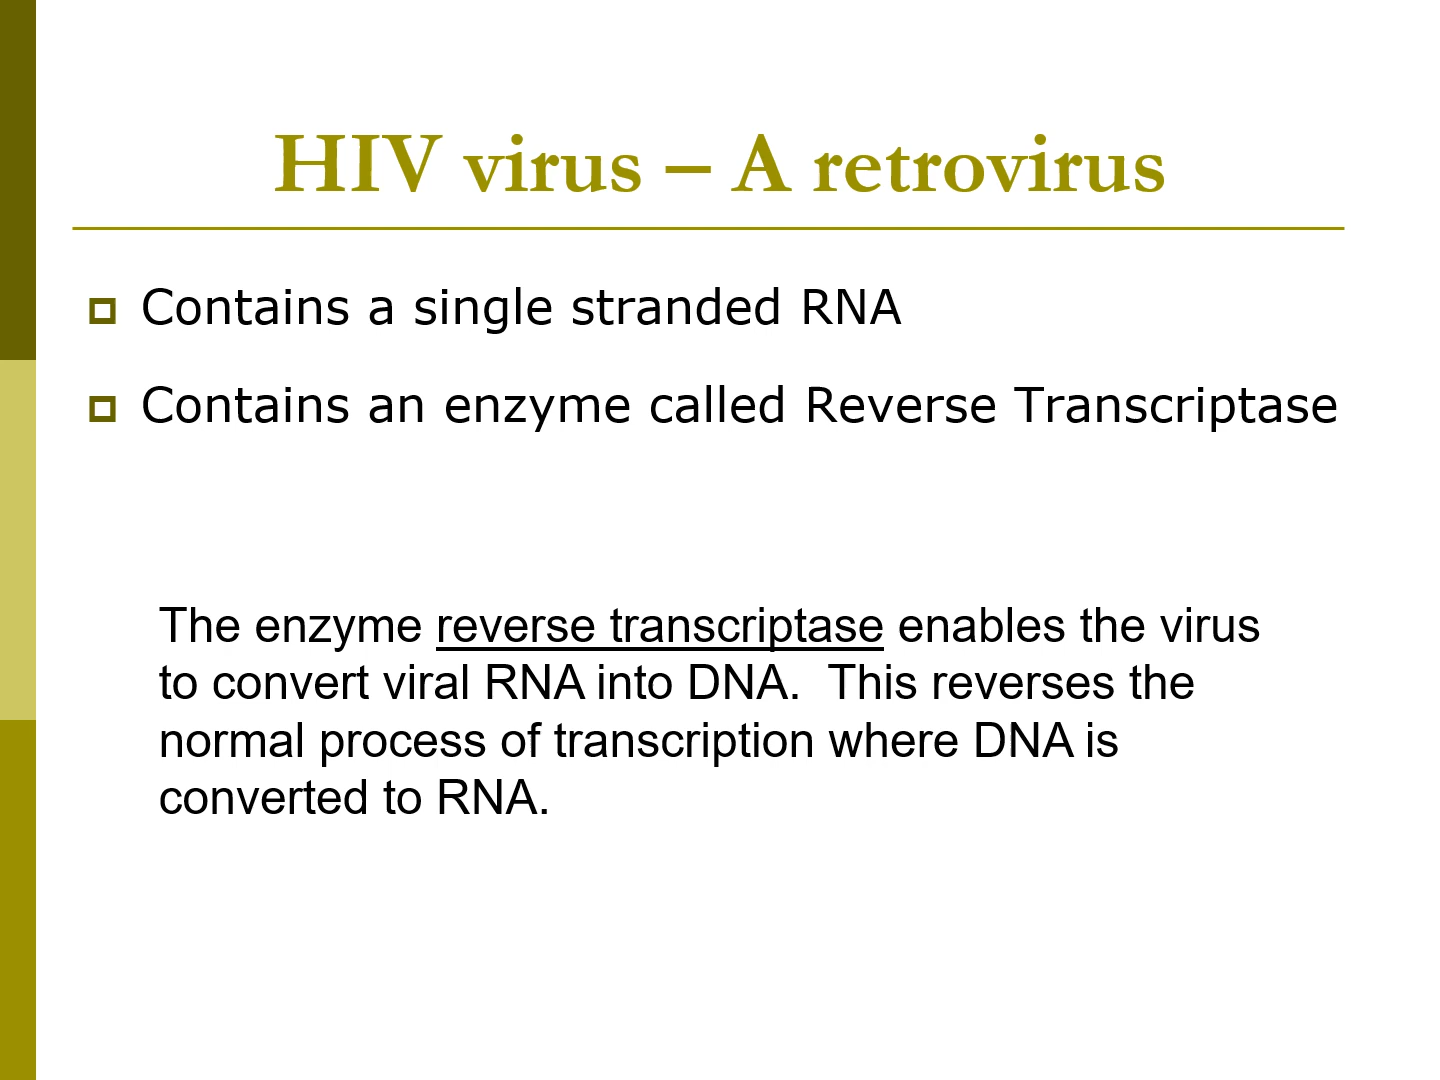 HIV virus – A retrovirus
Contains a single stranded RNA
Contains an enzyme called Reverse Transcriptase
The enzyme reverse transcriptase enables the virus
to convert viral RNA into DNA.  This reverses the
normal process of transcription where DNA is
converted to RNA.